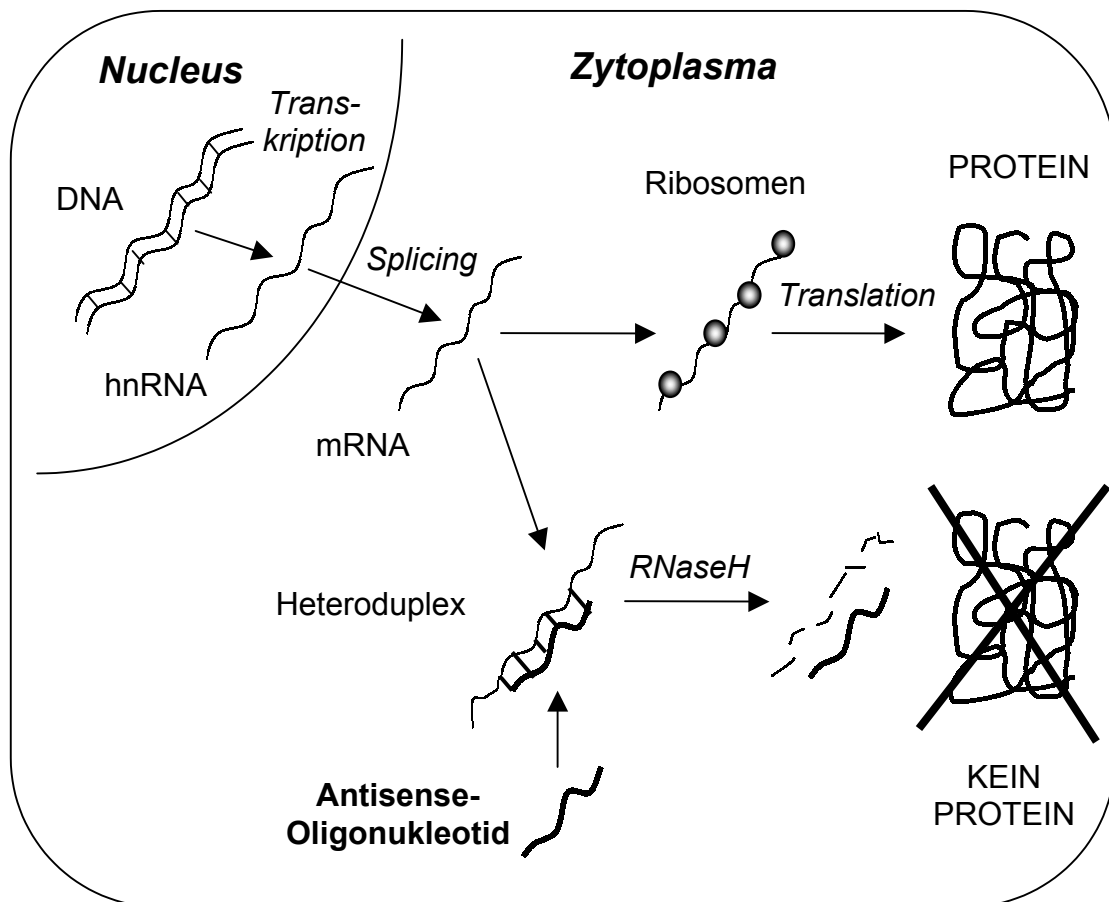 Nucleus
Zytoplasma
Trans-
kription
DNA
Ribosomen
PROTEIN
Splicing
Translation
hnRNA
mRNA
RNaseH
Heteroduplex
Antisense-
Oligonukleotid
KEIN
PROTEIN